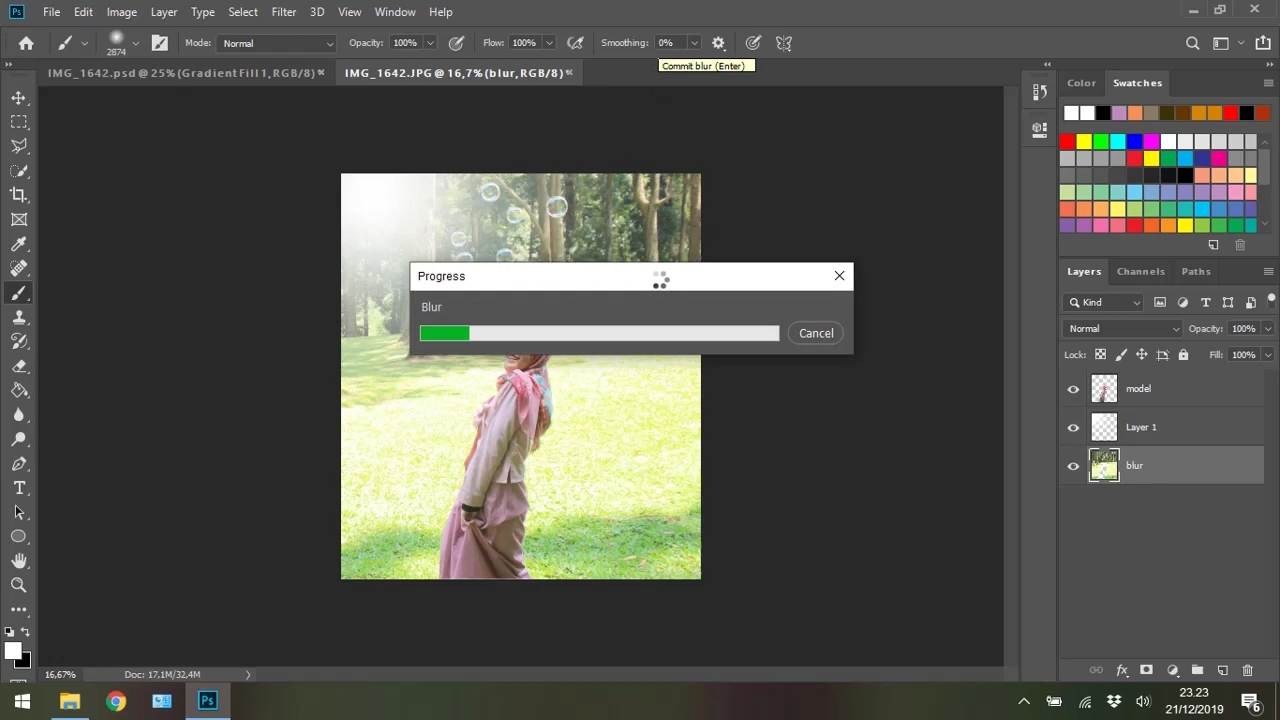 Ps File Edit Image Layer Type Select Filter 3D View Window Help
2874 Mode: Normal Opacity: 100% Flow: 100% Smoothing: 0%
Commit blur (Enter)
IMG_1642.psd @ 25% (Gradient Fill 1, RGB/8) IMG_1642.JPG @ 16,7% (blur, RGB/8)
Color Swatches
Progress
Blur
Cancel
Layers Channels Paths
Kind
Normal Opacity: 100%
Lock: Fill: 100%
model
Layer 1
blur
16,67% Doc: 17,1M/32,4M
Ps
23.23
21/12/2019
6